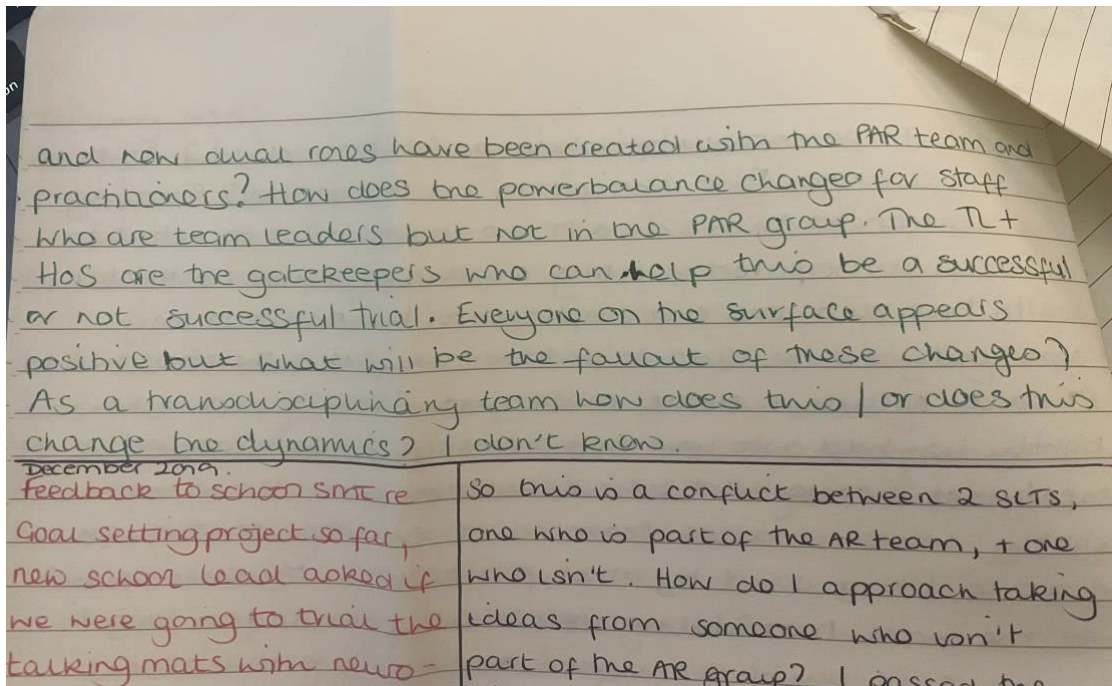 on
and how dual roles have been created with the PAR team and
practitioners? How does the powerbalance changes for staff
who are team leaders but not in the PAR group. The TL +
HoS are the gatekeepers who can help this be a successful
or not successful trial. Everyone on the surface appears
positive but what will be the fallout of these changes?
As a transdisciplinary team how does this / or does this
change the dynamics? I don't know.
December 2019.
feedback to school SMT re
Goal setting project so far,
new school lead asked if
we were going to trial the
talking mats with neuro-
So this is a conflict between 2 SLTS,
one who is part of the AR team, + one
who isn't. How do I approach taking
ideas from someone who isn't
part of the AR group? I passed the